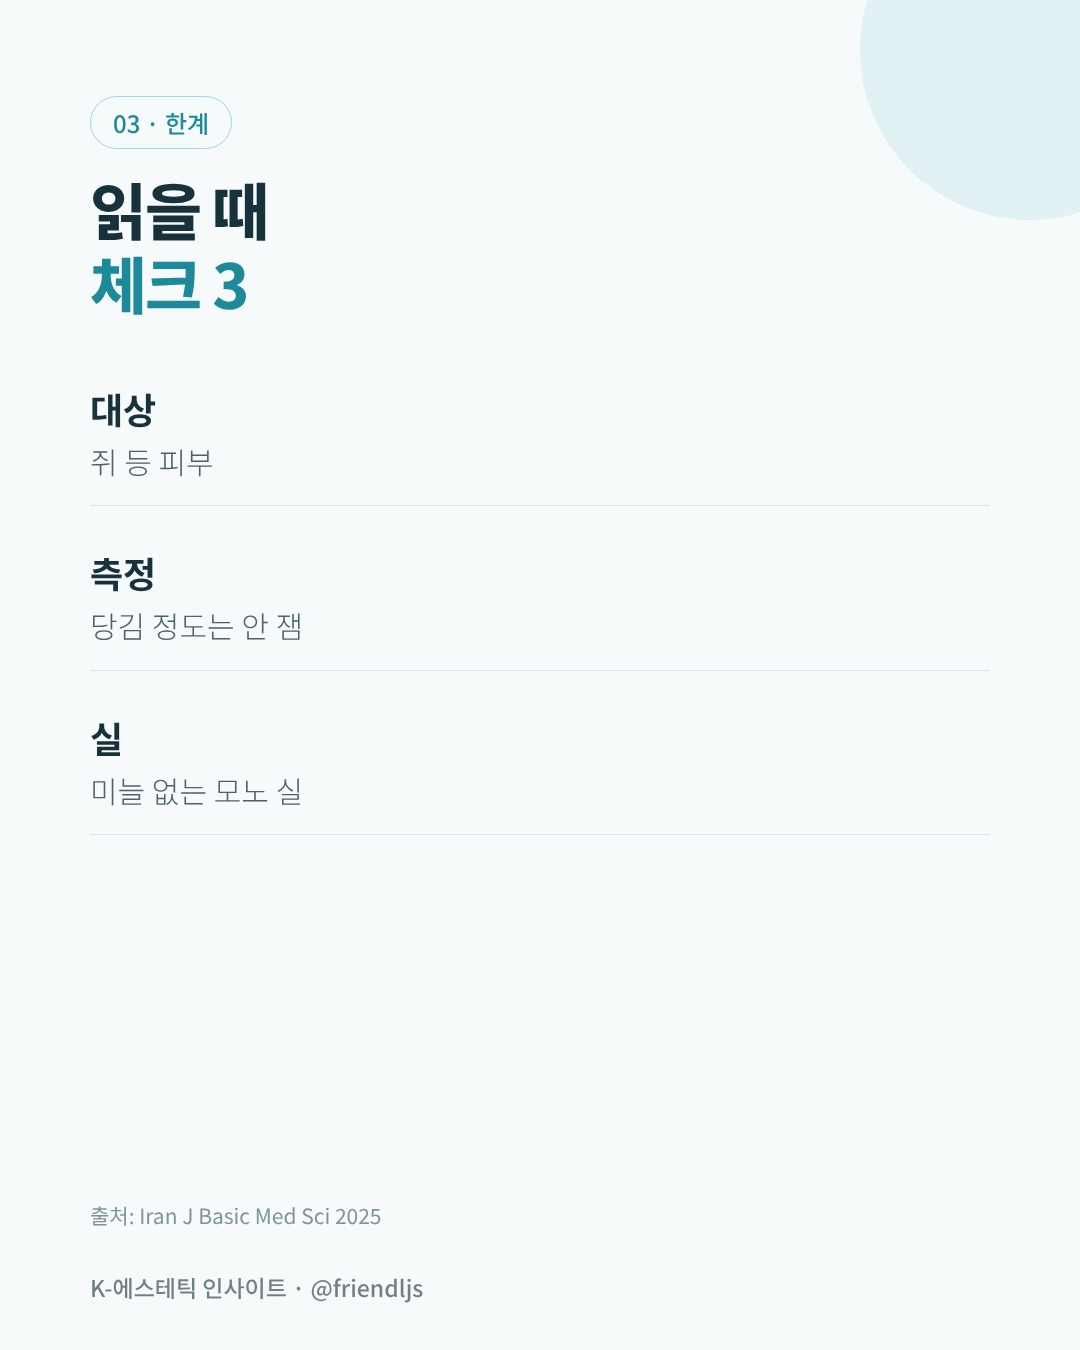 03 · 한계
읽을 때
체크 3
대상
쥐 등 피부
측정
당김 정도는 안 잼
실
미늘 없는 모노 실
출처: Iran J Basic Med Sci 2025
K-에스테틱 인사이트 · @friendljs